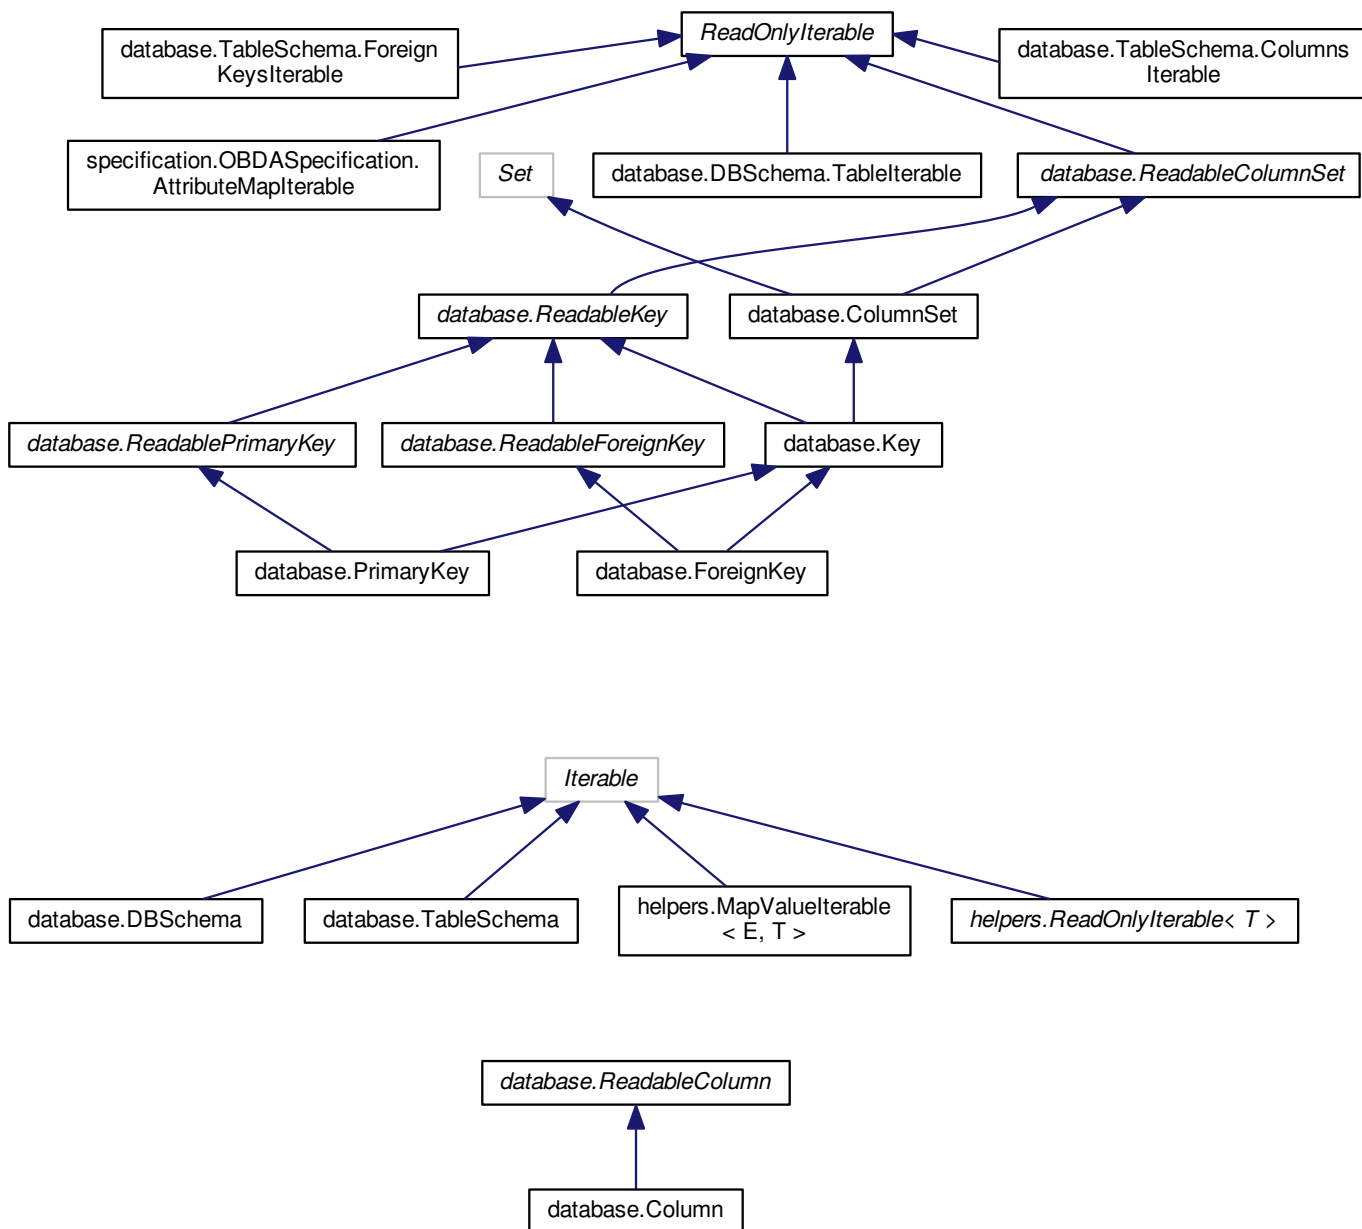 ReadOnlyIterable
database.TableSchema.Foreign
KeysIterable
database.TableSchema.Columns
Iterable
specification.OBDASpecification.
AttributeMapIterable
Set
database.DBSchema.TableIterable
database.ReadableColumnSet
database.ReadableKey
database.ColumnSet
database.ReadablePrimaryKey
database.ReadableForeignKey
database.Key
database.PrimaryKey
database.ForeignKey
Iterable
database.DBSchema
database.TableSchema
helpers.MapValueIterable
< E, T >
helpers.ReadOnlyIterable< T >
database.ReadableColumn
database.Column